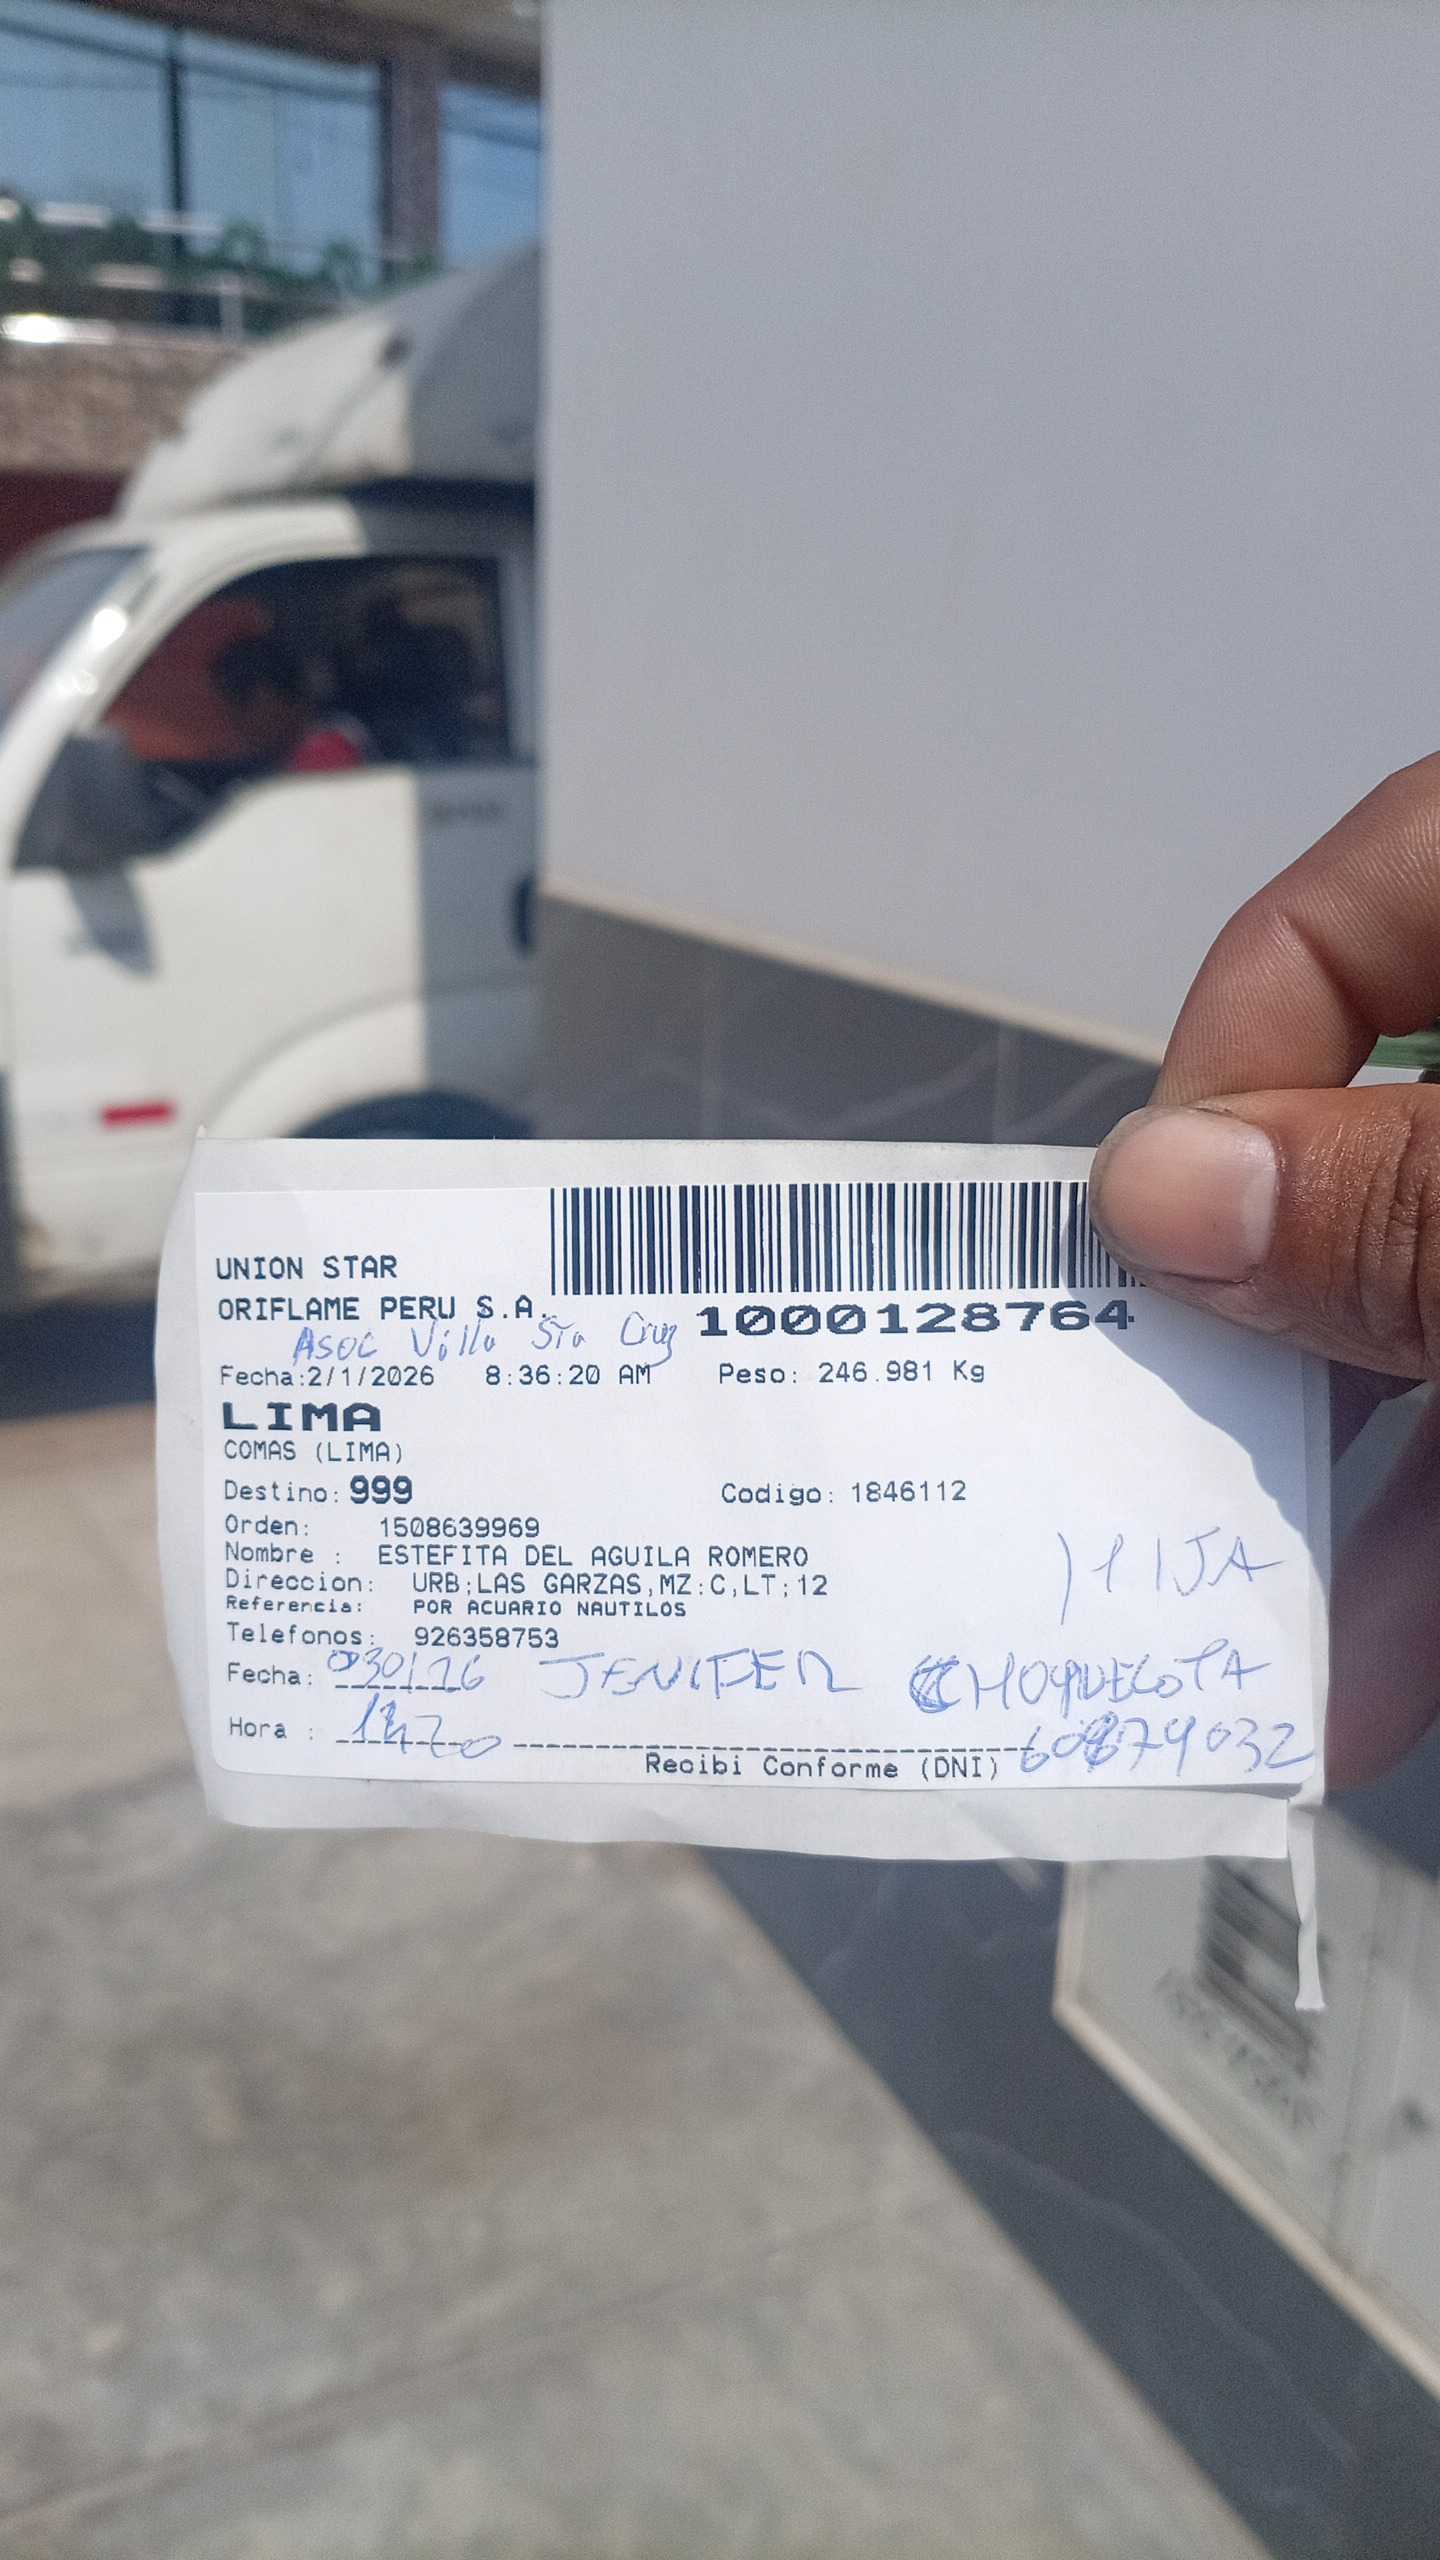 UNION STAR
ORIFLAME PERU S.A.
1000128764
Asoc Villa Sta Cruz
Fecha:2/1/2026 8:36:20 AM Peso: 246.981 Kg
LIMA
COMAS (LIMA)
Destino: 999 Codigo: 1846112
Orden: 1508639969
Nombre : ESTEFITA DEL AGUILA ROMERO
Direccion: URB;LAS GARZAS,MZ:C,LT;12
Referencia: POR ACUARIO NAUTILOS
Telefonos: 926358753
Fecha: JENIFER CHOQUECOTA
Hora :
Recibi Conforme (DNI)